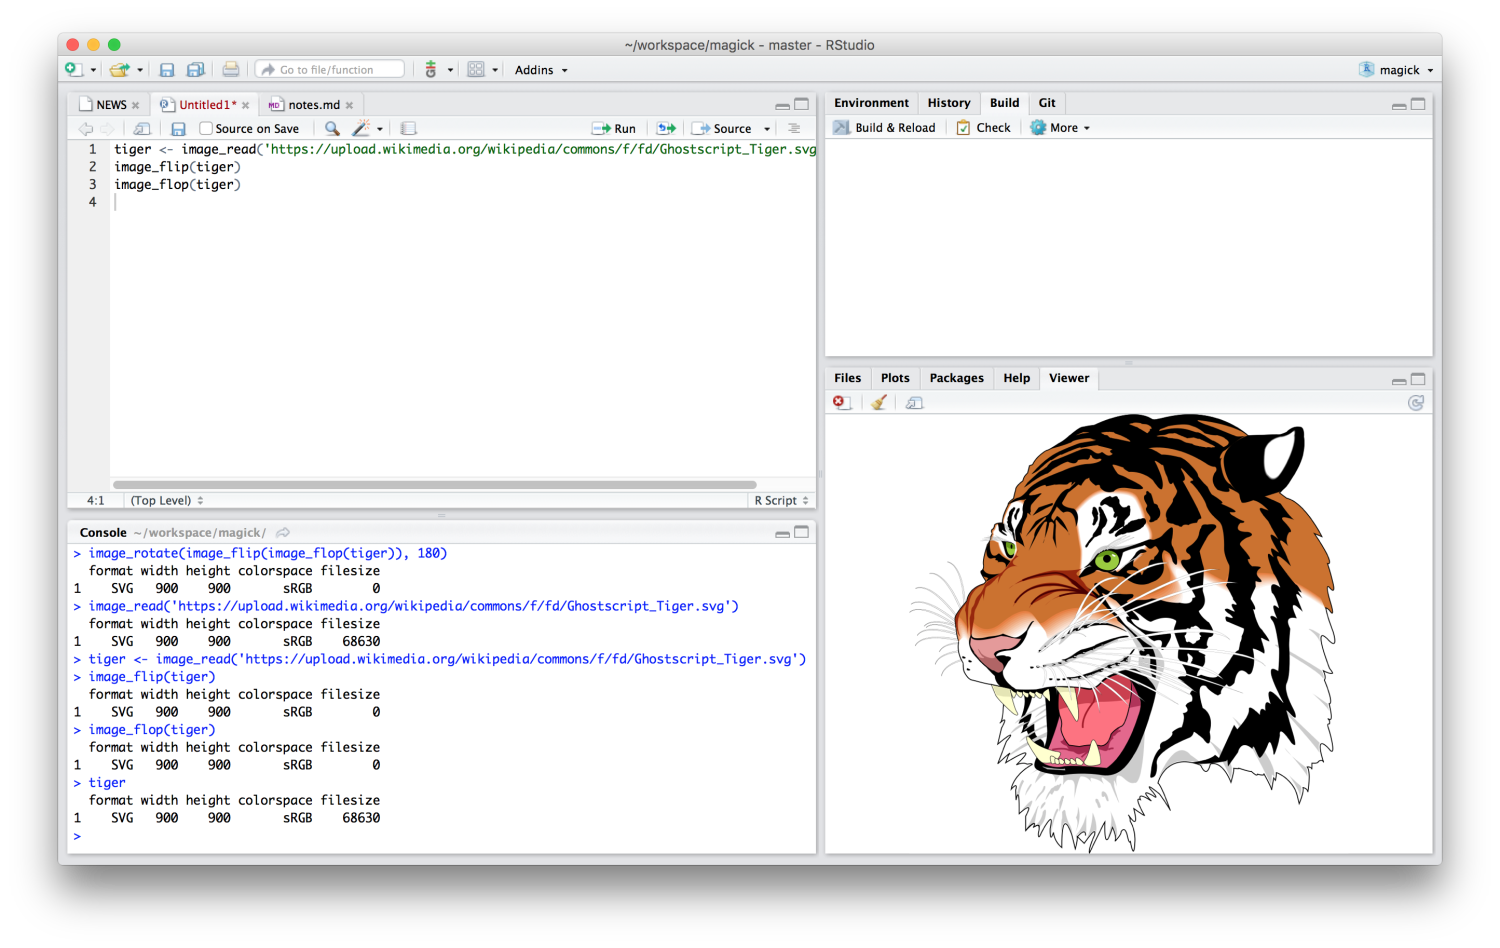 ~/workspace/magick - master - RStudio
Go to file/function
Addins
magick
NEWS
Untitled1*
MD
notes.md
Source on Save
Run
Source
1 tiger <- image_read('https://upload.wikimedia.org/wikipedia/commons/f/fd/Ghostscript_Tiger.svg
2 image_flip(tiger)
3 image_flop(tiger)
4
4:1 (Top Level) R Script
Console ~/workspace/magick/
> image_rotate(image_flip(image_flop(tiger)), 180)
format width height colorspace filesize
1 SVG 900 900 sRGB 0
> image_read('https://upload.wikimedia.org/wikipedia/commons/f/fd/Ghostscript_Tiger.svg')
format width height colorspace filesize
1 SVG 900 900 sRGB 68630
> tiger <- image_read('https://upload.wikimedia.org/wikipedia/commons/f/fd/Ghostscript_Tiger.svg')
> image_flip(tiger)
format width height colorspace filesize
1 SVG 900 900 sRGB 0
> image_flop(tiger)
format width height colorspace filesize
1 SVG 900 900 sRGB 0
> tiger
format width height colorspace filesize
1 SVG 900 900 sRGB 68630
>
Environment History Build Git
Build & Reload Check More
Files Plots Packages Help Viewer